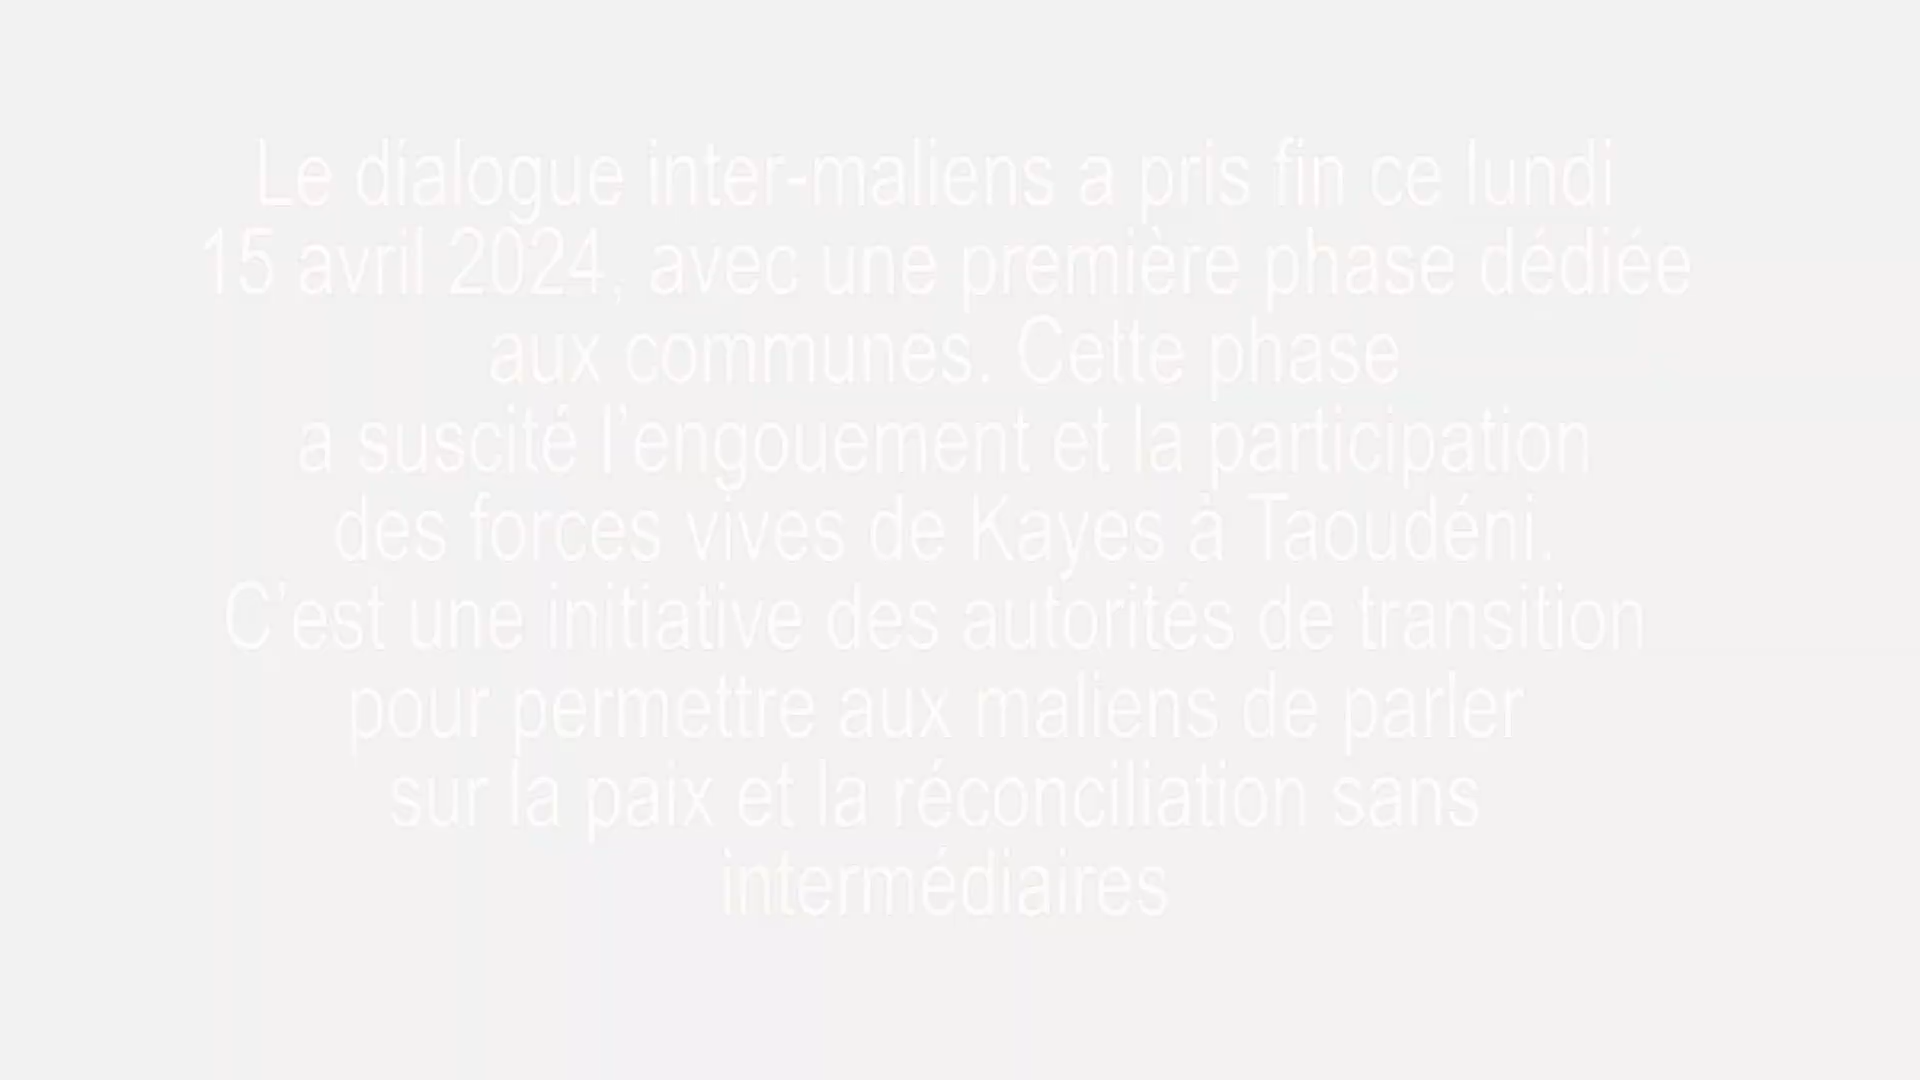 Le dialogue inter-maliens a pris fin ce lundi
15 avril 2024, avec une première phase dédiée
aux communes. Cette phase
a suscité l'engouement et la participation
des forces vives de Kayes à Taoudéni.
C'est une initiative des autorités de transition
pour permettre aux maliens de parler
sur la paix et la réconciliation sans
intermédiaires